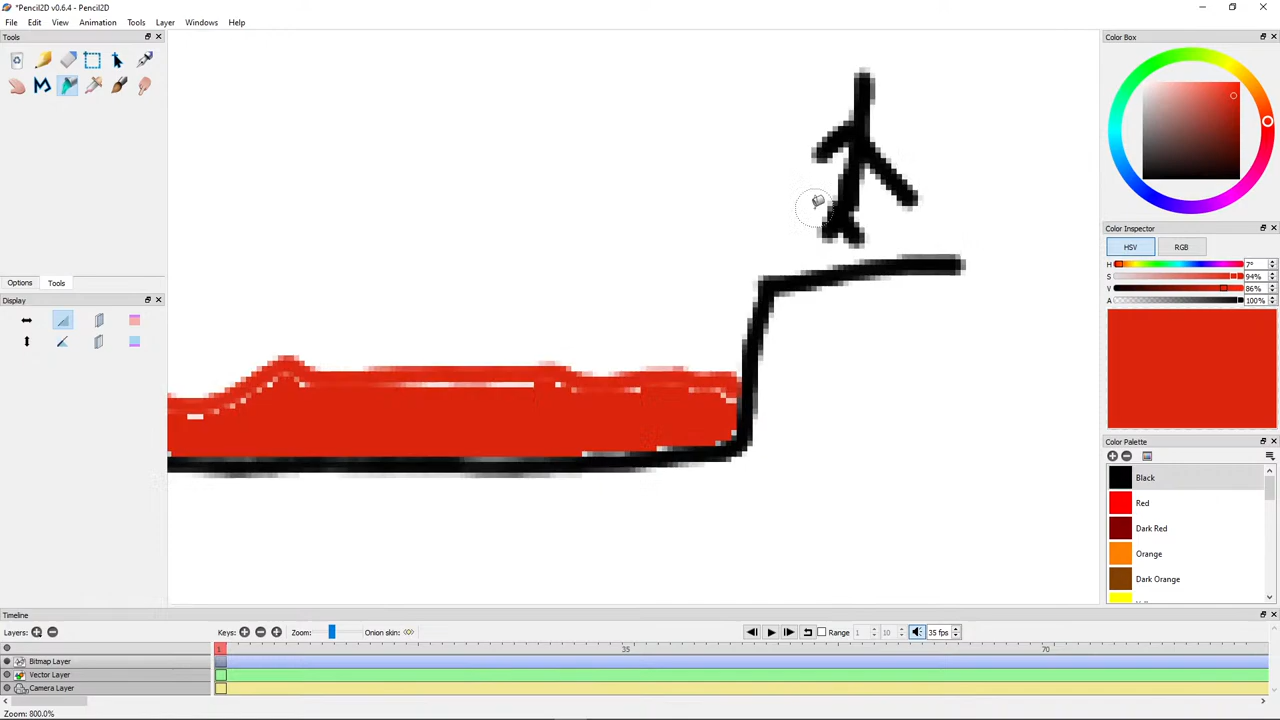 *Pencil2D v0.6.4 - Pencil2D
File Edit View Animation Tools Layer Windows Help
Tools
Color Box
Options Tools
Display
Color Inspector
HSV RGB
H 7°
S 94%
V 86%
A 100%
Color Palette
Black
Red
Dark Red
Orange
Dark Orange
Timeline
Layers: Keys: Zoom: Onion skin: Range 1 10 35 fps
1 35 70
Bitmap Layer
Vector Layer
Camera Layer
Zoom: 800.0%